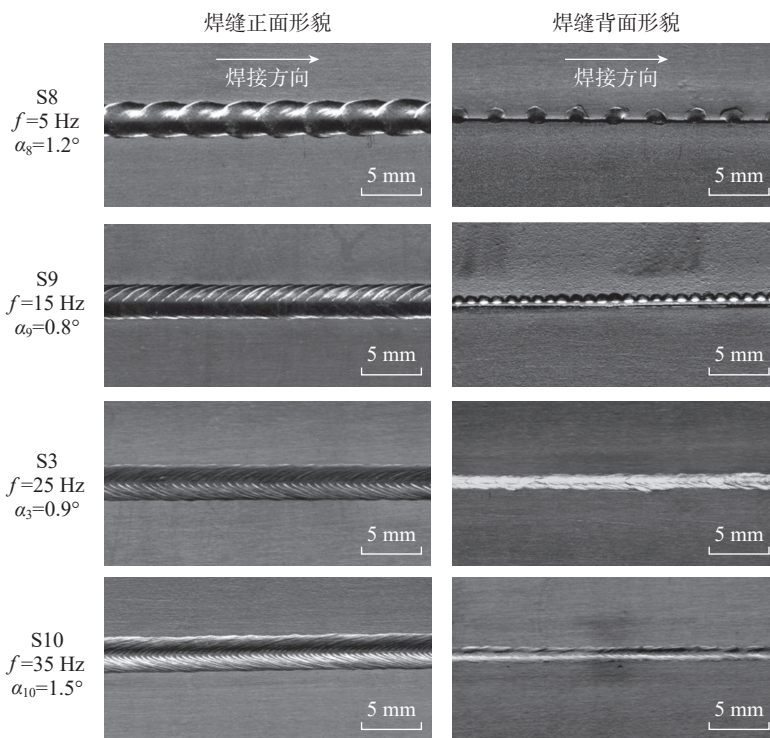 焊缝正面形貌
焊缝背面形貌
焊接方向
焊接方向
S8
f=5 Hz
α8=1.2°
5 mm
5 mm
S9
f=15 Hz
α9=0.8°
5 mm
5 mm
S3
f=25 Hz
α3=0.9°
5 mm
5 mm
S10
f=35 Hz
α10=1.5°
5 mm
5 mm